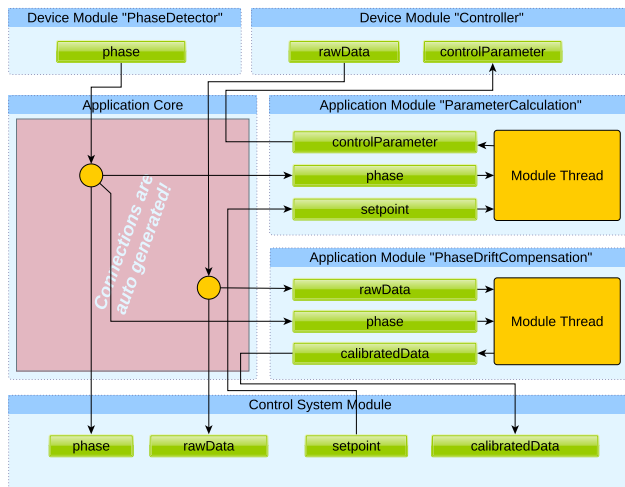 Device Module "PhaseDetector"
phase
Device Module "Controller"
rawData
controlParameter
Application Core
Connections are
auto generated!
Application Module "ParameterCalculation"
controlParameter
phase
setpoint
Module Thread
Application Module "PhaseDriftCompensation"
rawData
phase
calibratedData
Module Thread
Control System Module
phase
rawData
setpoint
calibratedData